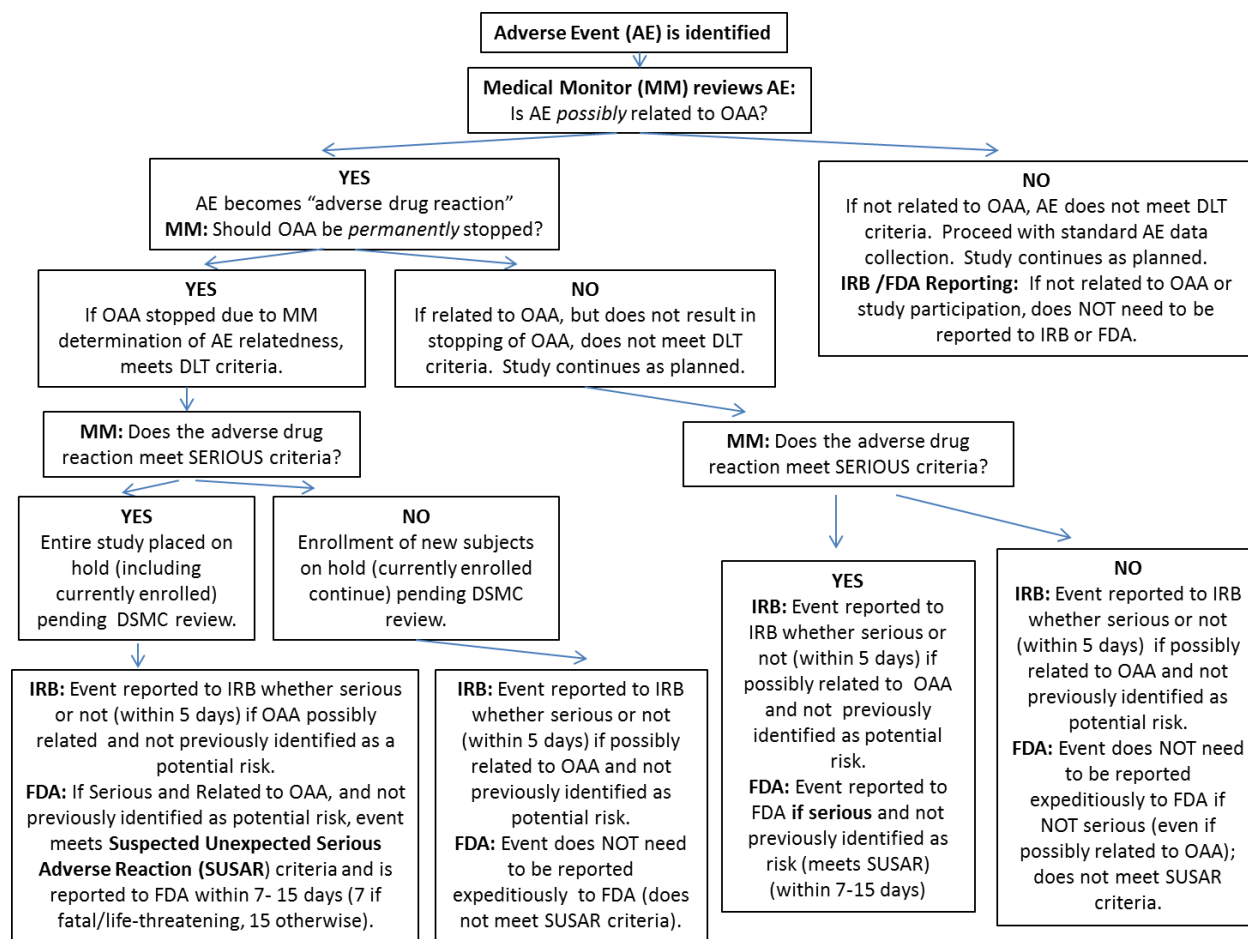 Adverse Event (AE) is identified
Medical Monitor (MM) reviews AE:
Is AE possibly related to OAA?
YES
AE becomes “adverse drug reaction”
MM: Should OAA be permanently stopped?
NO
If not related to OAA, AE does not meet DLT
criteria.  Proceed with standard AE data
collection.  Study continues as planned.
IRB /FDA Reporting:  If not related to OAA or
study participation, does NOT need to be
reported to IRB or FDA.
YES
If OAA stopped due to MM
determination of AE relatedness,
meets DLT criteria.
NO
If related to OAA, but does not result in
stopping of OAA, does not meet DLT
criteria.  Study continues as planned.
MM: Does the adverse drug
reaction meet SERIOUS criteria?
MM: Does the adverse drug
reaction meet SERIOUS criteria?
YES
Entire study placed on
hold (including
currently enrolled)
pending  DSMC review.
NO
Enrollment of new subjects
on hold (currently enrolled
continue) pending DSMC
review.
YES
IRB: Event reported to
IRB whether serious or
not (within 5 days) if
possibly related to  OAA
and not  previously
identified as potential
risk.
FDA: Event reported to
FDA if serious and not
previously identified as
risk (meets SUSAR)
(within 7-15 days)
NO
IRB: Event reported to IRB
whether serious or not
(within 5 days)  if possibly
related to OAA and not
previously identified as
potential risk.
FDA: Event does NOT need
to be reported
expeditiously to FDA if
NOT serious (even if
possibly related to OAA);
does not meet SUSAR
criteria.
IRB: Event reported to IRB whether serious
or not (within 5 days) if OAA possibly
related  and not previously identified as a
potential risk.
FDA: If Serious and Related to OAA, and not
previously identified as potential risk, event
meets Suspected Unexpected Serious
Adverse Reaction (SUSAR) criteria and is
reported to FDA within 7- 15 days (7 if
fatal/life-threatening, 15 otherwise).
IRB: Event reported to IRB
whether serious or not
(within 5 days) if possibly
related to OAA and not
previously identified as
potential risk.
FDA: Event does NOT need
to be reported
expeditiously  to FDA (does
not meet SUSAR criteria).